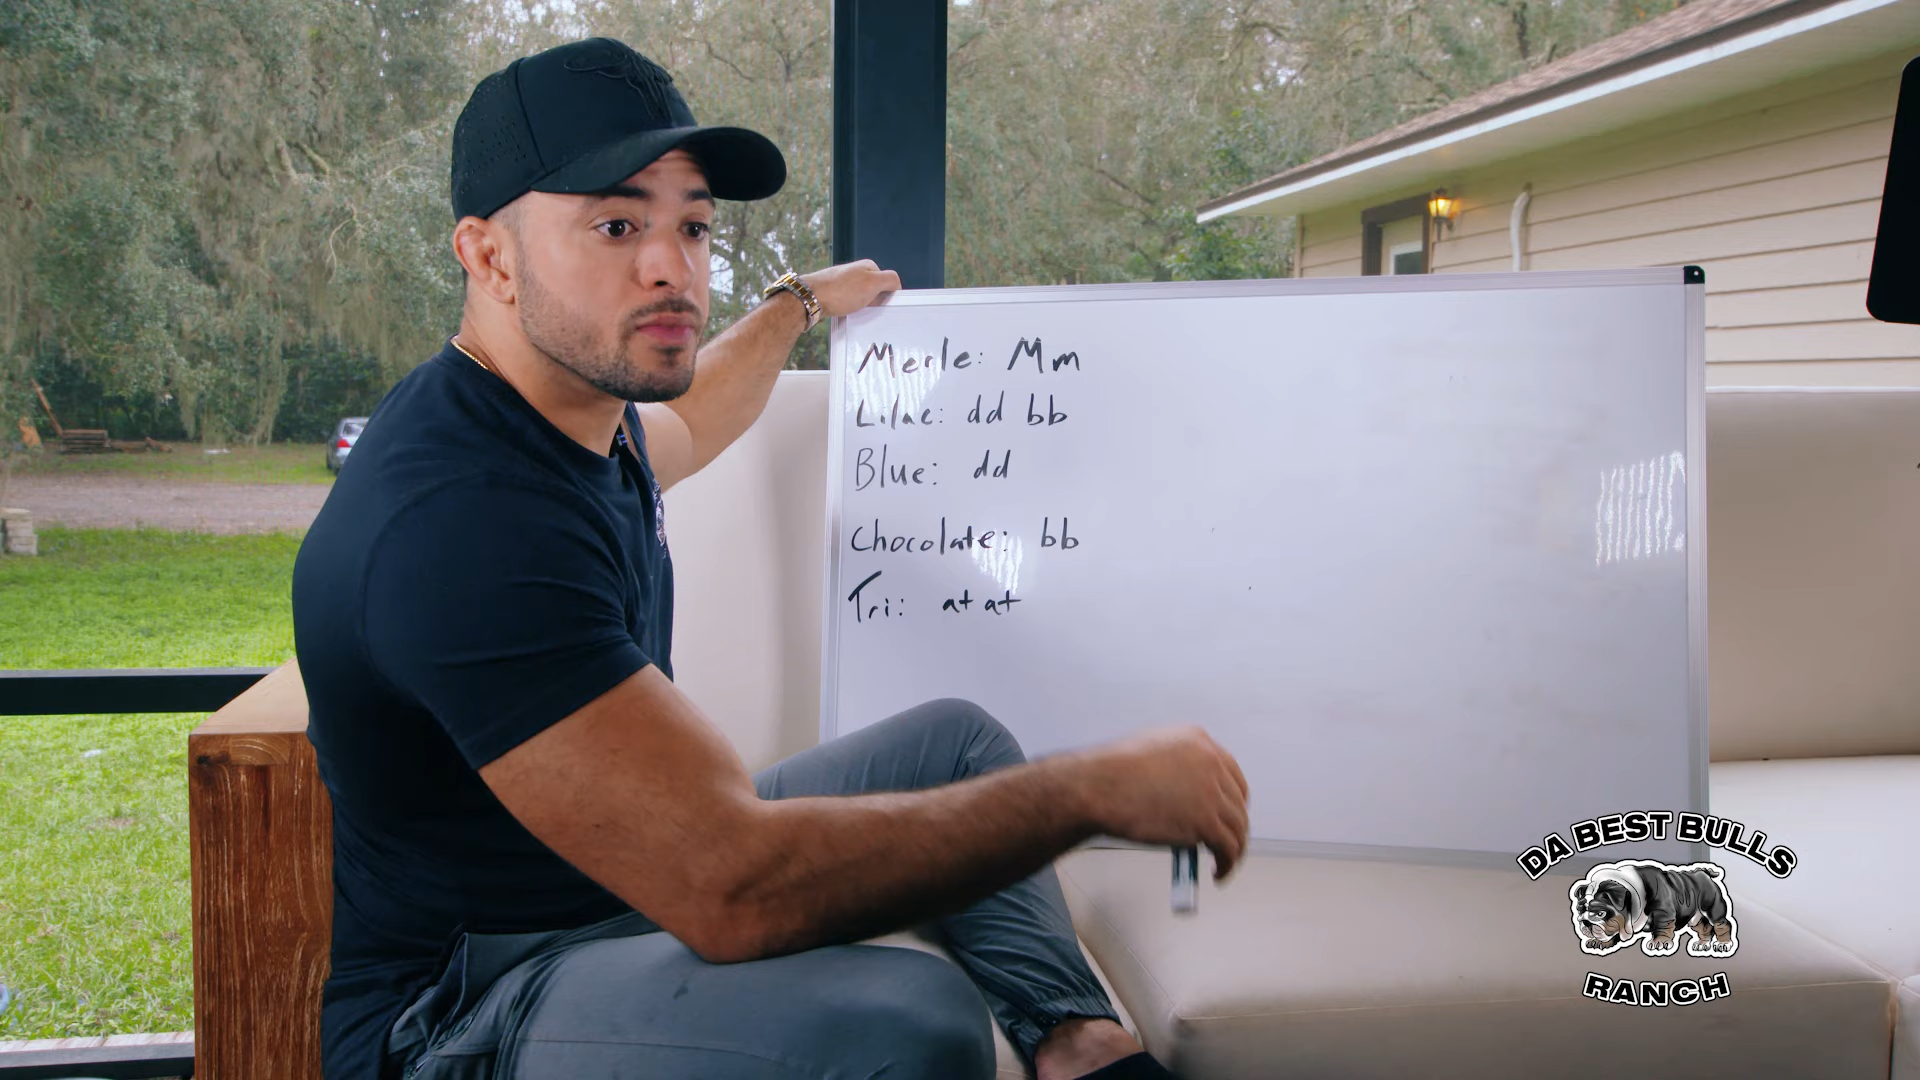 Merle: Mm
Lilac: dd bb
Blue: dd
Chocolate: bb
Tri: at at
DA BEST BULLS
RANCH